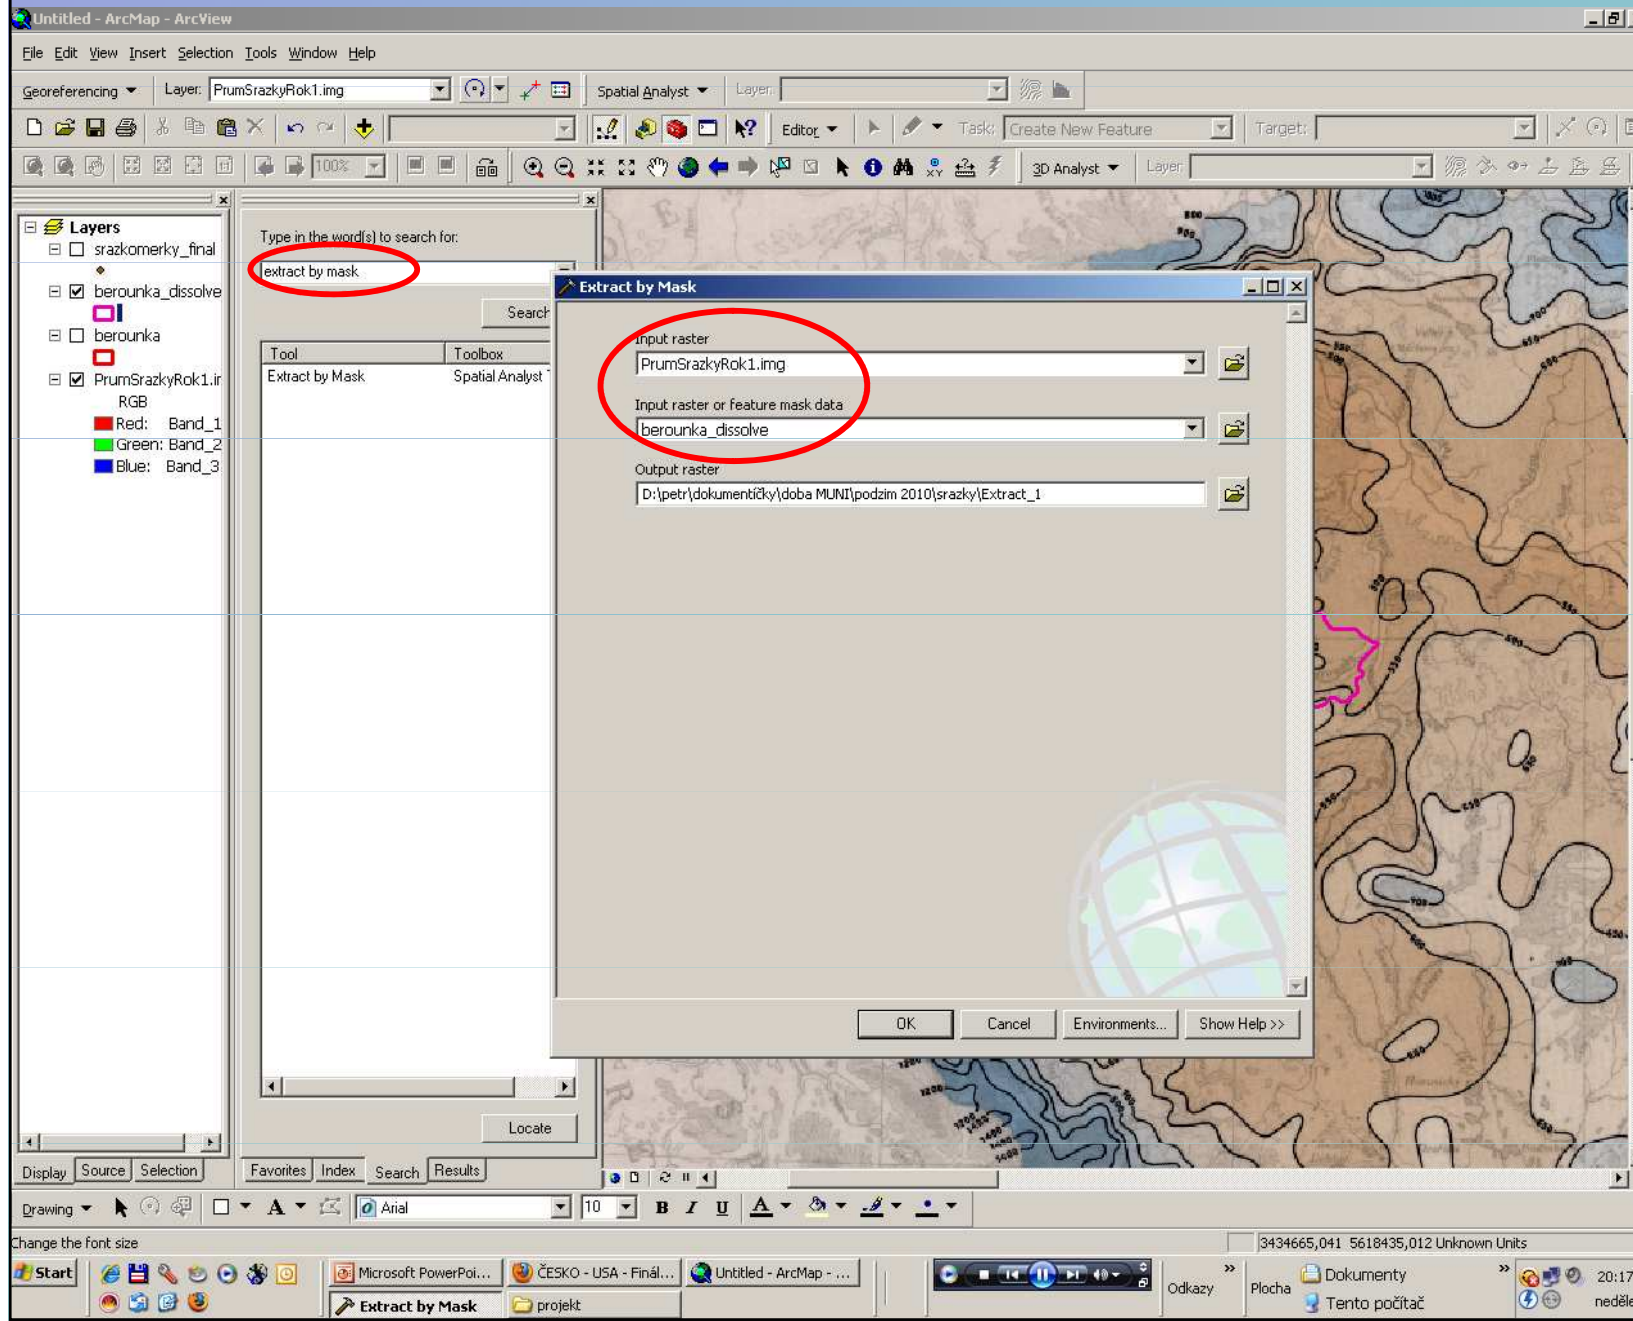 Untitled - ArcMap - ArcView
File Edit View Insert Selection Tools Window Help
Georeferencing Layer: PrumSrazkyRok1.img Spatial Analyst Layer:
Editor Task: Create New Feature Target:
100% 3D Analyst Layer:
Layers
srazkomerky_final
berounka_dissolve
berounka
PrumSrazkyRok1.ir
RGB
Red: Band_1
Green: Band_2
Blue: Band_3
Display Source Selection
Type in the word(s) to search for:
extract by mask
Search
Tool Toolbox
Extract by Mask Spatial Analyst
Locate
Favorites Index Search Results
Extract by Mask
Input raster
PrumSrazkyRok1.img
Input raster or feature mask data
berounka_dissolve
Output raster
D:\petr\dokumentíčky\doba MUNI\podzim 2010\srazky\Extract_1
OK Cancel Environments... Show Help >>
Drawing A Arial 10 B I U A
Change the font size
3434665,041 5618435,012 Unknown Units
Start Microsoft PowerPoi... ČESKO - USA - Finál... Untitled - ArcMap - ...
Extract by Mask projekt
Odkazy
Plocha
Dokumenty
Tento počítač
20:17
neděle